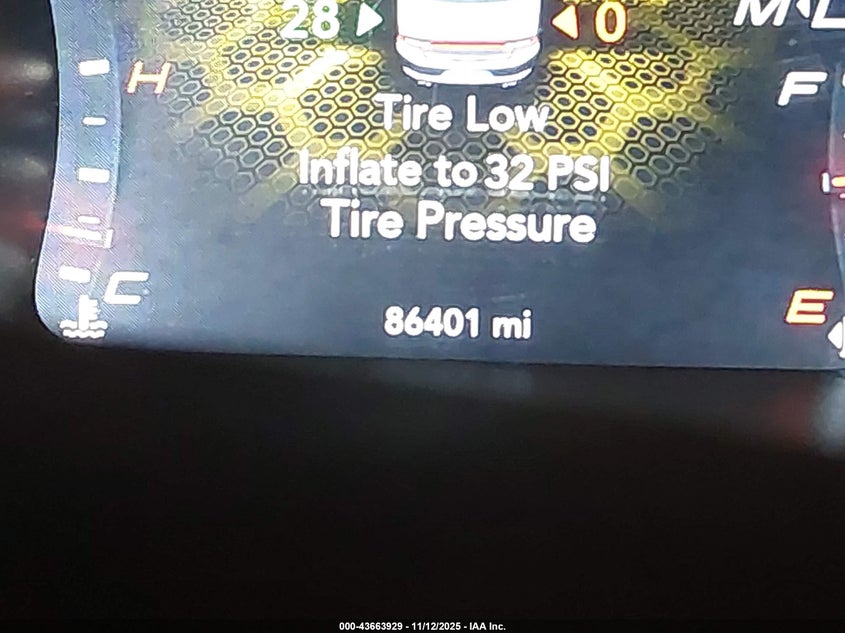 28 0
H
F
Tire Low
Inflate to 32 PSI
Tire Pressure
C
E
86401 mi
000-43663929 - 11/12/2025 - IAA Inc.